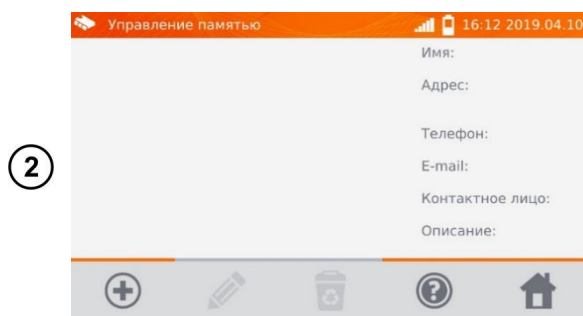 Управление памятью
16:12 2019.04.10
Имя:
Адрес:
Телефон:
2
E-mail:
Контактное лицо:
Описание:
?